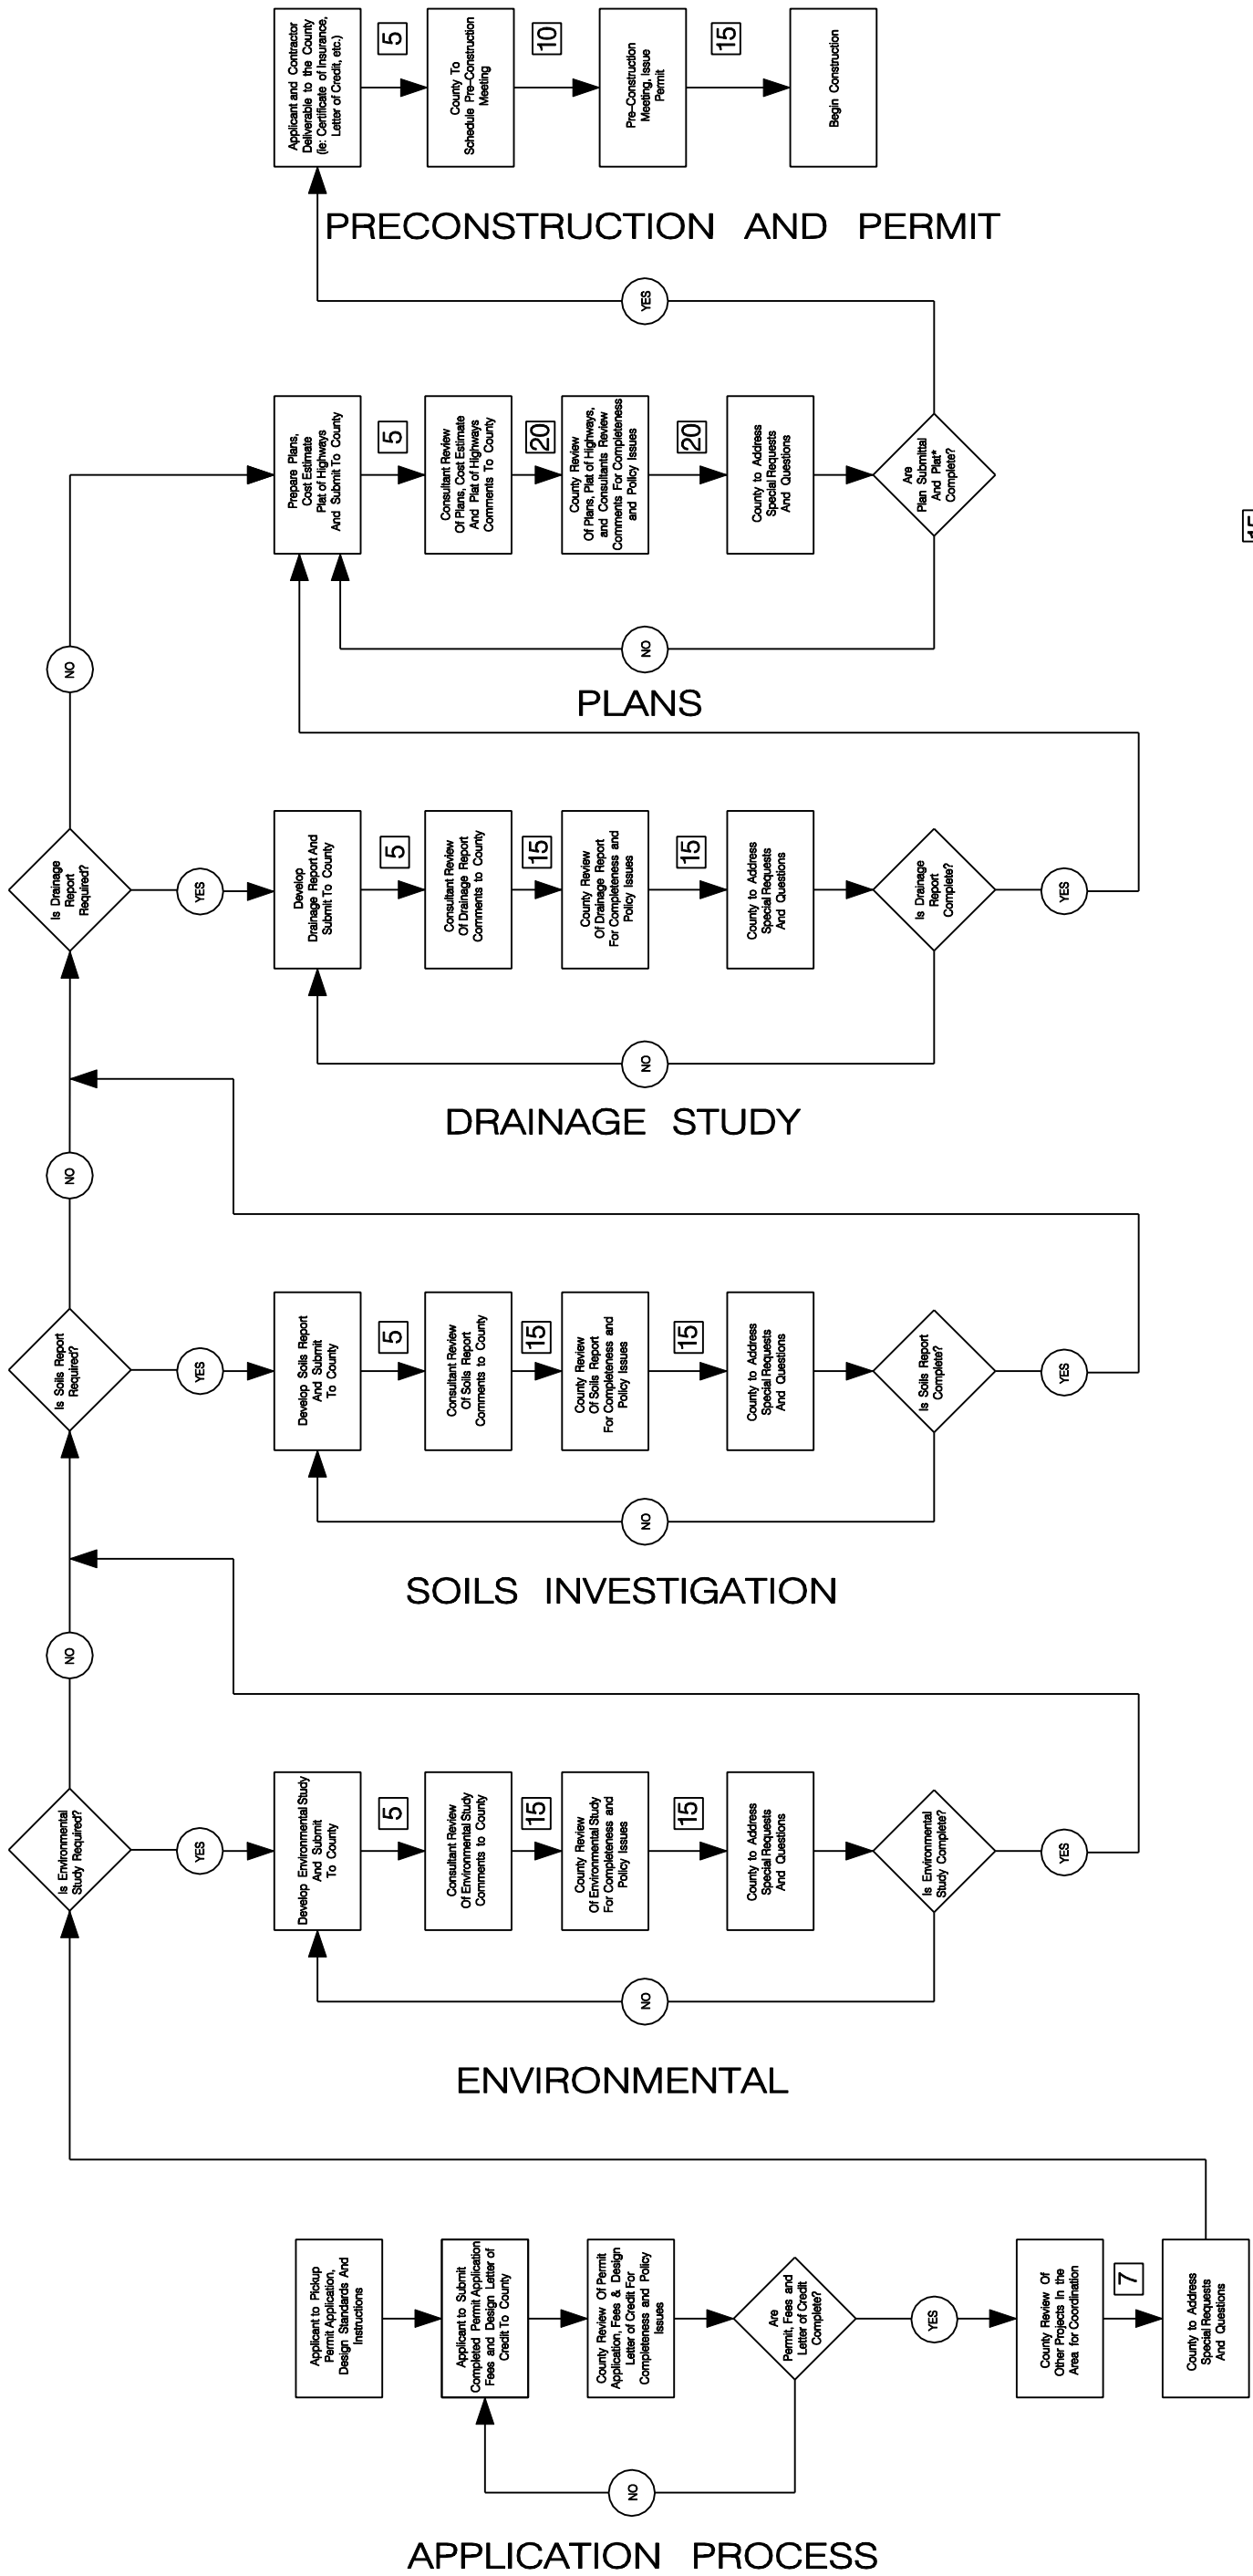 APPLICATION PROCESS
Applicant to Pickup
Permit Application,
Design Standards And
Instructions
Applicant to Submit
Completed Permit Application
Fees and Design Letter of
Credit To County
County Review Of Permit
Application, Fees & Design
Letter of Credit For
Completeness and Policy
Issues
Are
Permit, Fees and
Letter of Credit
Complete?
NO
YES
County Review Of
Other Projects In the
Area for Coordination
7
County to Address
Special Requests
And Questions
ENVIRONMENTAL
Is Environmental
Study Required?
NO
YES
Develop Environmental Study
And Submit
To County
5
Consultant Review
Of Environmental Study
Comments to County
15
County Review
Of Environmental Study
For Completeness and
Policy Issues
15
County to Address
Special Requests
And Questions
Is Environmental
Study Complete?
NO
YES
SOILS INVESTIGATION
Is Soils Report
Required?
NO
YES
Develop Soils Report
And Submit
To County
5
Consultant Review
Of Soils Report
Comments to County
15
County Review
Of Soils Report
For Completeness and
Policy Issues
15
County to Address
Special Requests
And Questions
Is Soils Report
Complete?
NO
YES
DRAINAGE STUDY
Is Drainage
Report
Required?
NO
YES
Develop
Drainage Report And
Submit To County
5
Consultant Review
Of Drainage Report
Comments to County
15
County Review
Of Drainage Report
For Completeness and
Policy Issues
15
County to Address
Special Requests
And Questions
Is Drainage
Report
Complete?
NO
YES
PLANS
Prepare Plans,
Cost Estimate
Plat of Highways
And Submit To County
5
Consultant Review
Of Plans, Cost Estimate
And Plat of Highways
Comments To County
20
County Review
Of Plans, Plat of Highways,
and Consultants Review
Comments For Completeness
and Policy Issues
20
County to Address
Special Requests
And Questions
Are
Plan Submittal
And Plat*
Complete?
NO
YES
PRECONSTRUCTION AND PERMIT
Applicant and Contractor
Deliverable to the County
(ie: Certificate of Insurance,
Letter of Credit, etc.)
5
County To
Schedule Pre-Construction
Meeting
10
Pre-Construction
Meeting, Issue
Permit
15
Begin Construction